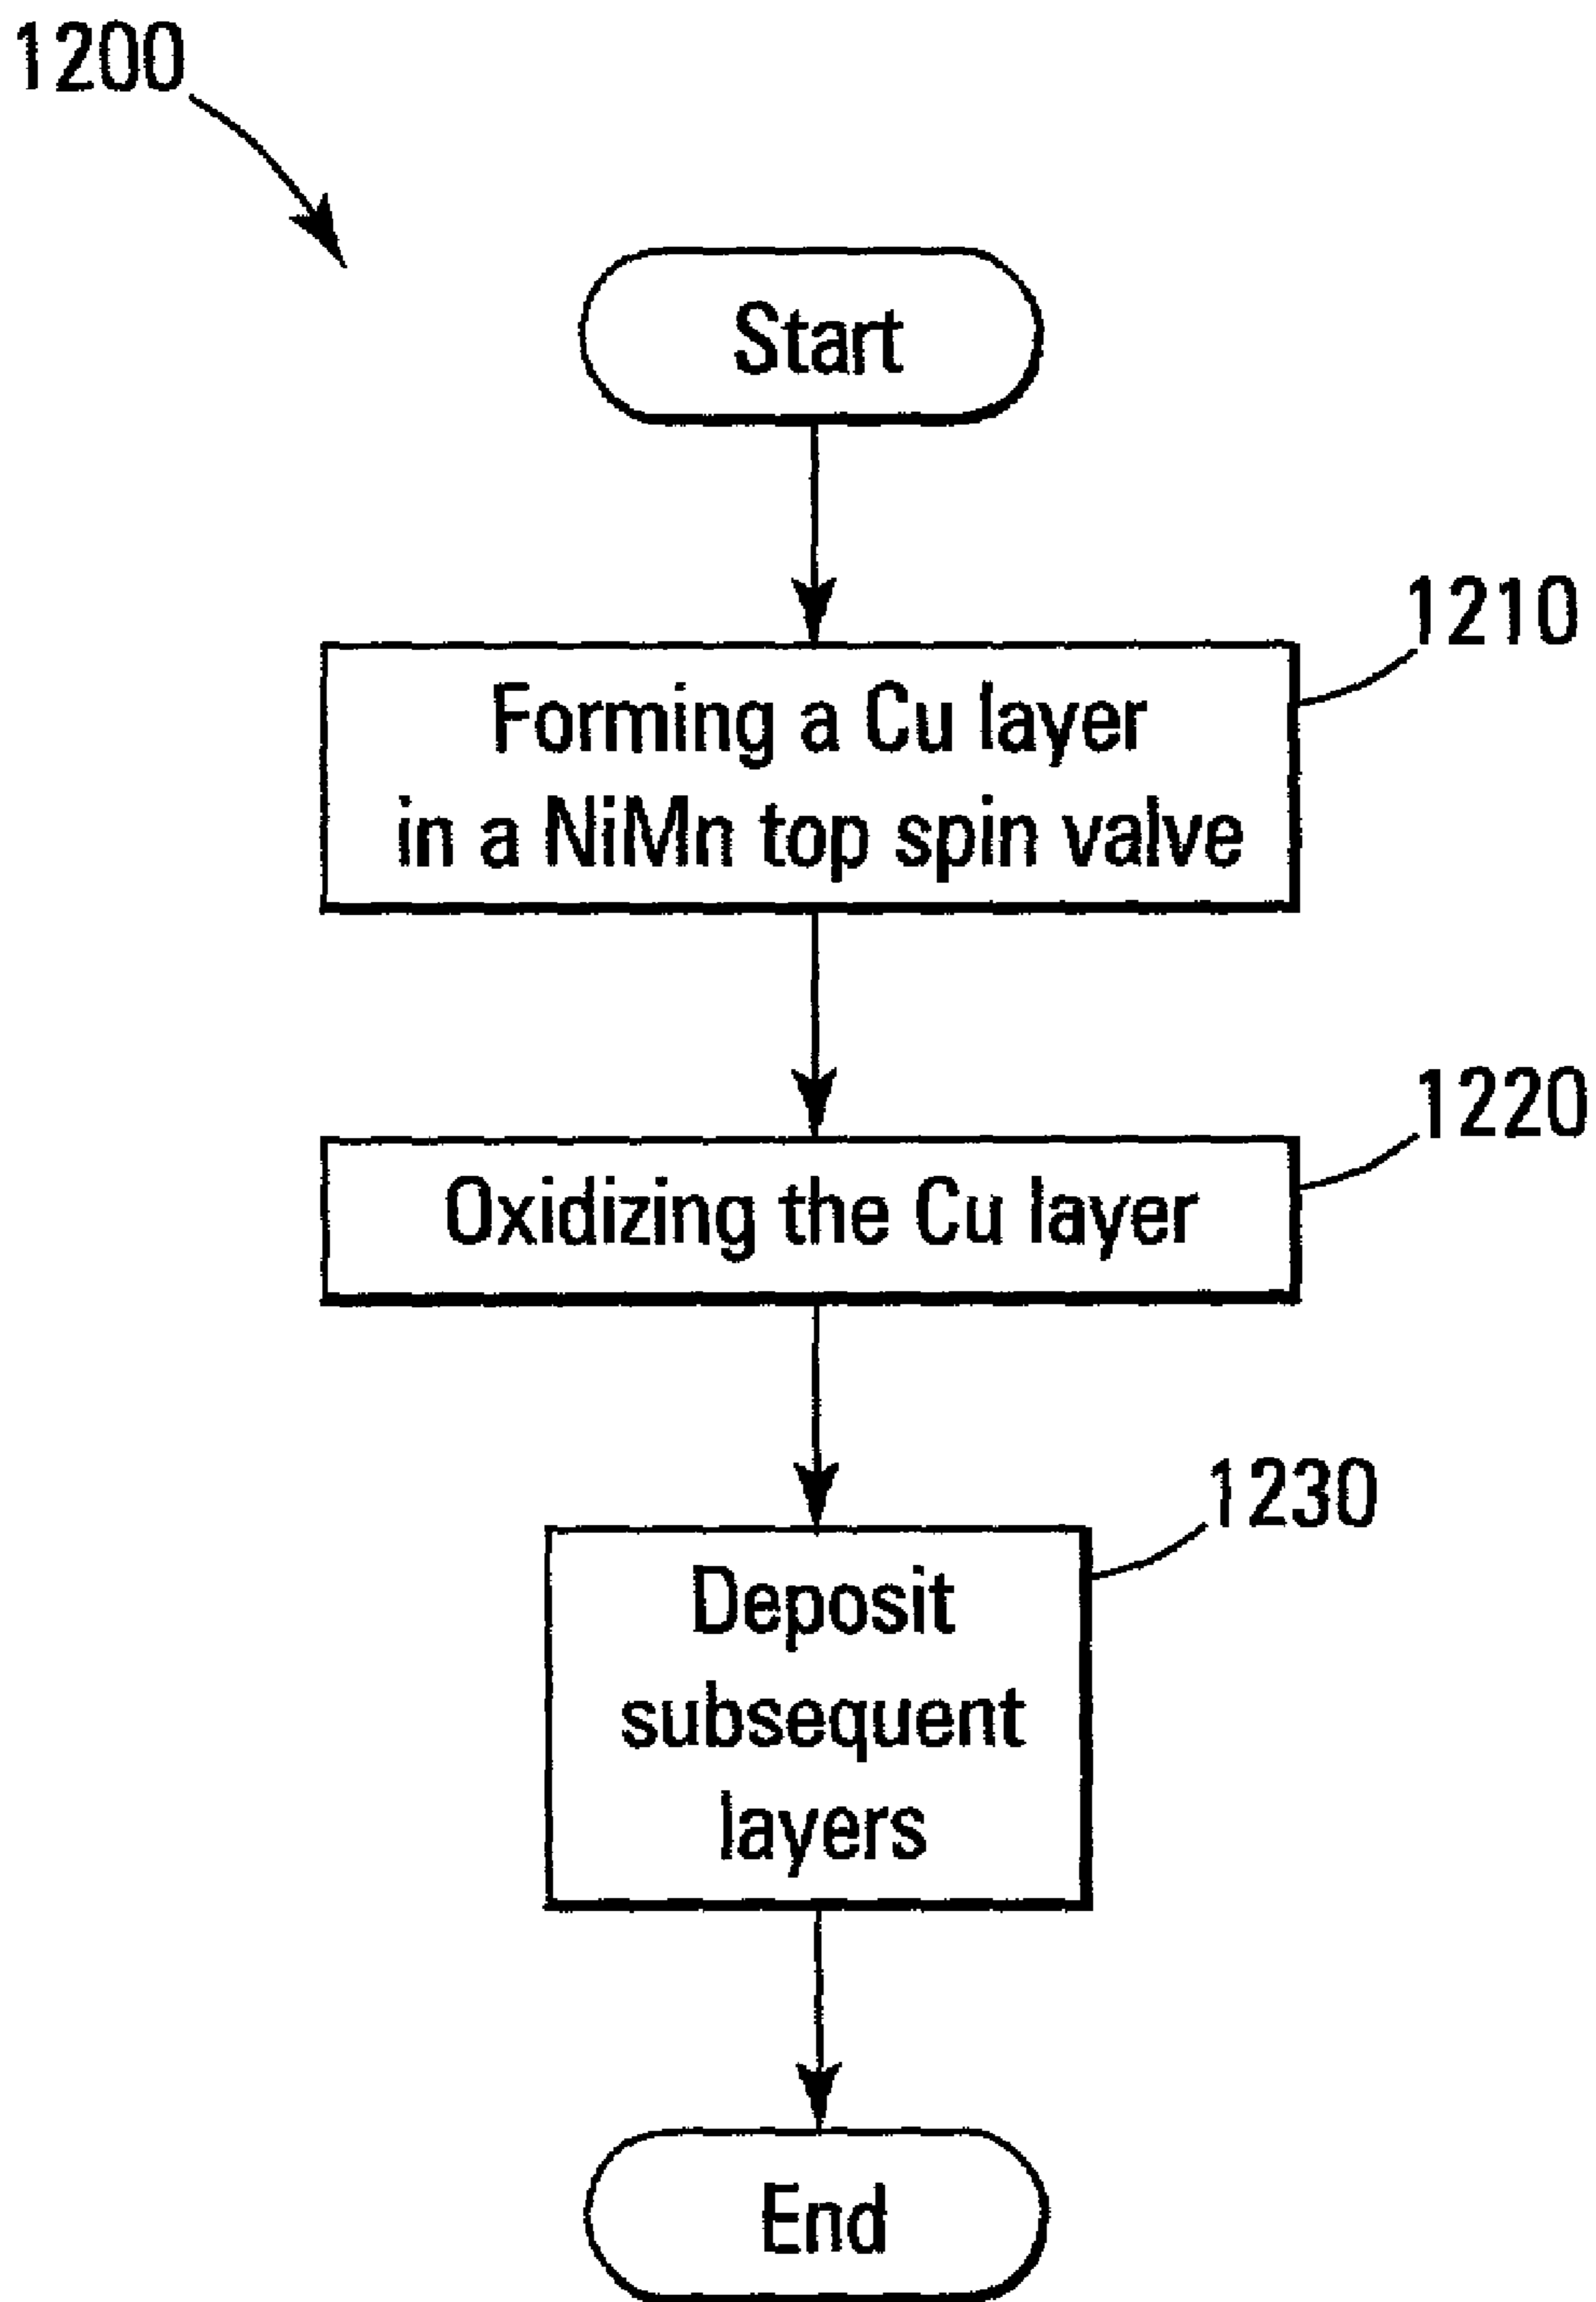 1200
Start
1210
Forming a Cu layer
in a NiMn top spin valve
1220
Oxidizing the Cu layer
1230
Deposit
subsequent
layers
End